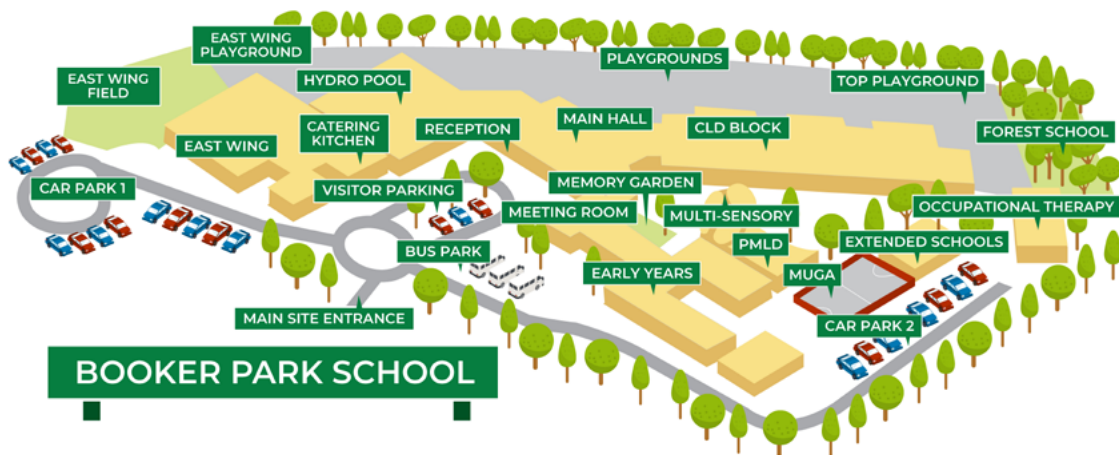 EAST WING
PLAYGROUND
EAST WING
FIELD
HYDRO POOL
PLAYGROUNDS
TOP PLAYGROUND
CATERING
KITCHEN
RECEPTION
MAIN HALL
CLD BLOCK
FOREST SCHOOL
EAST WING
CAR PARK 1
VISITOR PARKING
MEMORY GARDEN
MEETING ROOM
MULTI-SENSORY
OCCUPATIONAL THERAPY
BUS PARK
PMLD
EXTENDED SCHOOLS
EARLY YEARS
MUGA
MAIN SITE ENTRANCE
CAR PARK 2
BOOKER PARK SCHOOL